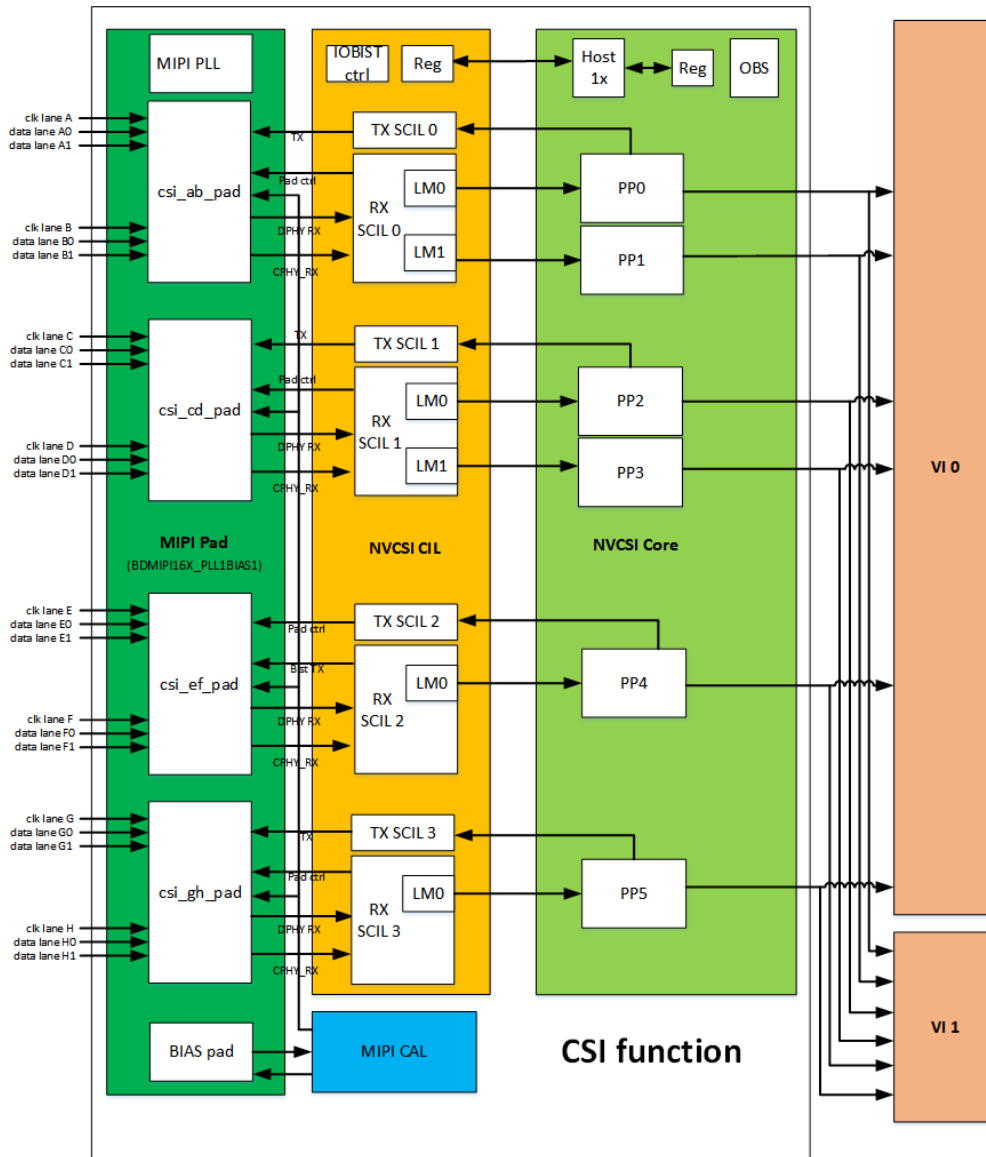 MIPI PLL
IOBIST
ctrl
Reg
Host
1x
Reg
OBS
clk lane A
data lane A0
data lane A1
csi_ab_pad
clk lane B
data lane B0
data lane B1
TX
Pad ctrl
DPHY RX
CPHY_RX
TX SCIL 0
RX
SCIL 0
LM0
LM1
PP0
PP1
clk lane C
data lane C0
data lane C1
csi_cd_pad
clk lane D
data lane D0
data lane D1
TX
Pad ctrl
DPHY RX
CPHY_RX
TX SCIL 1
RX
SCIL 1
LM0
LM1
PP2
PP3
VI 0
MIPI Pad
(BDMIPI16X_PLL1BIAS1)
NVCSI CIL
NVCSI Core
clk lane E
data lane E0
data lane E1
csi_ef_pad
clk lane F
data lane F0
data lane F1
Pad ctrl
Bist TX
DPHY RX
CPHY_RX
TX SCIL 2
RX
SCIL 2
LM0
PP4
clk lane G
data lane G0
data lane G1
csi_gh_pad
clk lane H
data lane H0
data lane H1
TX
Pad ctrl
DPHY RX
CPHY_RX
TX SCIL 3
RX
SCIL 3
LM0
PP5
VI 1
BIAS pad
MIPI CAL
CSI function